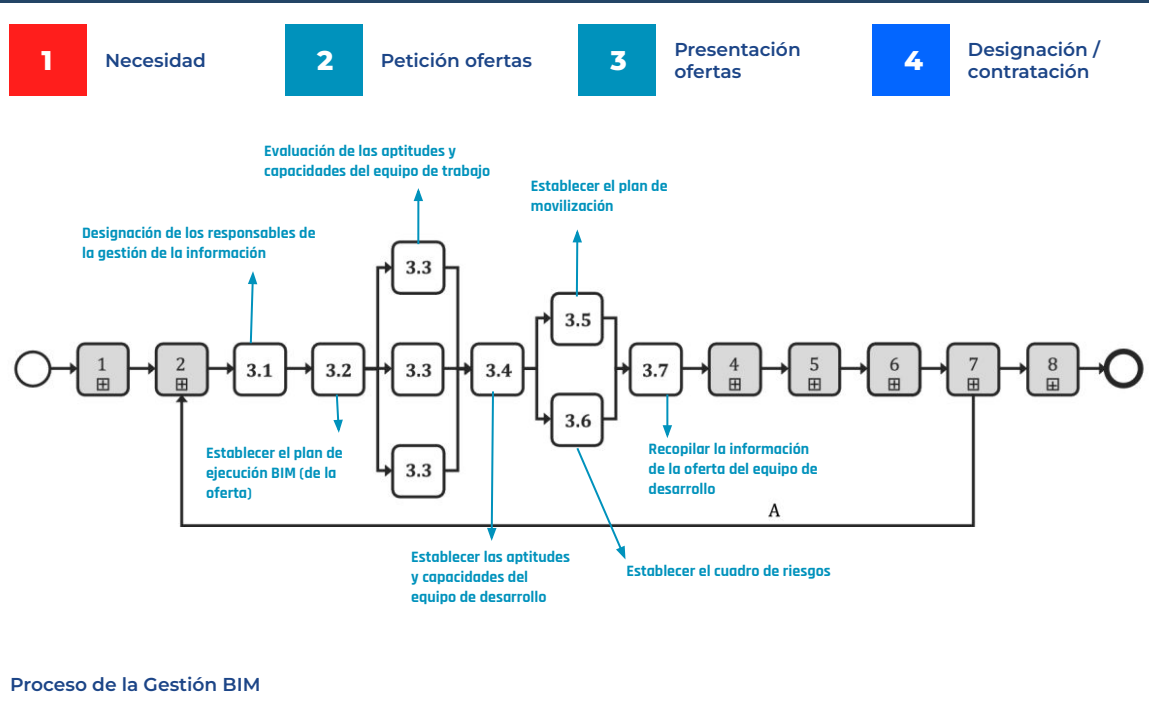 1
Necesidad
2
Petición ofertas
3
Presentación
ofertas
4
Designación /
contratación
Evaluación de las aptitudes y
capacidades del equipo de trabajo
Establecer el plan de
movilización
Designación de los responsables de
la gestión de la información
3.3
3.5
1
2
3.1
3.2
3.3
3.4
3.7
4
5
6
7
8
3.6
Establecer el plan de
ejecución BIM (de la
oferta)
3.3
Recopilar la información
de la oferta del equipo de
desarrollo
A
Establecer las aptitudes
y capacidades del
equipo de desarrollo
Establecer el cuadro de riesgos
Proceso de la Gestión BIM